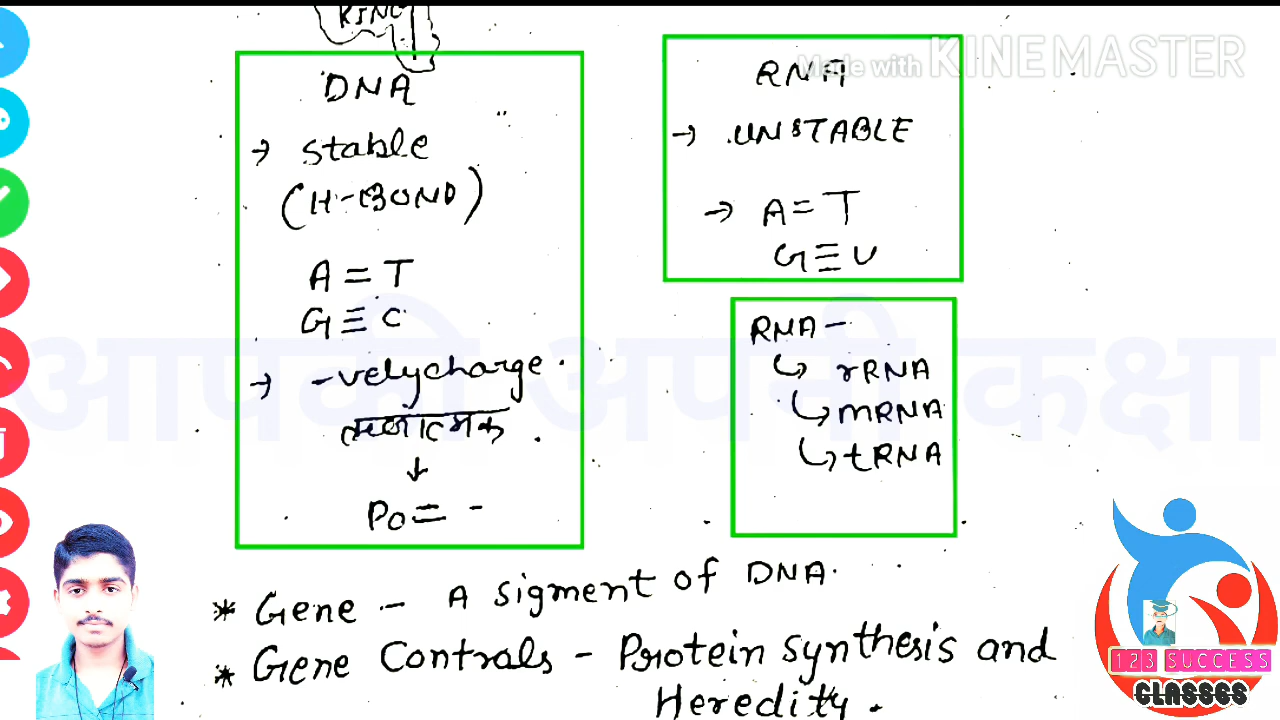 KING
DNA
→ stable
(H-BOND)
A = T
G ≡ C
→ -vely charge.
ऋणात्मक
↓
PO= -
Made with KINEMASTER
RNA
→ UNSTABLE
→ A = T
G ≡ U
RNA -
↳ rRNA
↳ mRNA
↳ tRNA
आपकी अपनी कक्षा
* Gene - A sigment of DNA.
* Gene Contrals - Protein synthesis and
Heredity.
123 SUCCESS
CLASSES